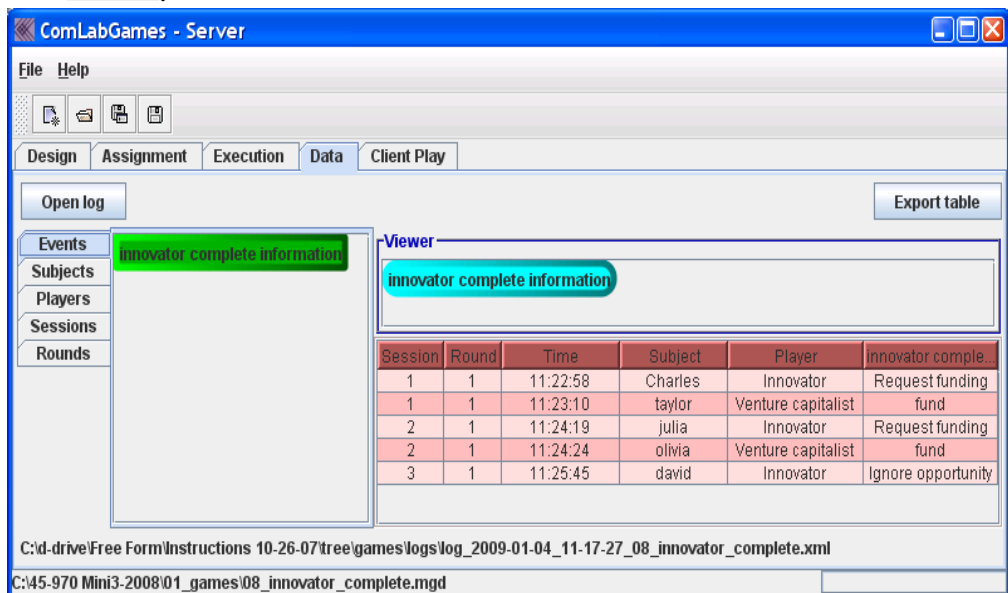 ComLabGames - Server
File Help
Design Assignment Execution Data Client Play
Open log Export table
Events
Subjects
Players
Sessions
Rounds
innovator complete information
Viewer
innovator complete information
Session Round Time Subject Player innovator comple...
1 1 11:22:58 Charles Innovator Request funding
1 1 11:23:10 taylor Venture capitalist fund
2 1 11:24:19 julia Innovator Request funding
2 1 11:24:24 olivia Venture capitalist fund
3 1 11:25:45 david Innovator Ignore opportunity
C:\d-drive\Free Form\Instructions 10-26-07\tree\games\logs\log_2009-01-04_11-17-27_08_innovator_complete.xml
C:\45-970 Mini3-2008\01_games\08_innovator_complete.mgd